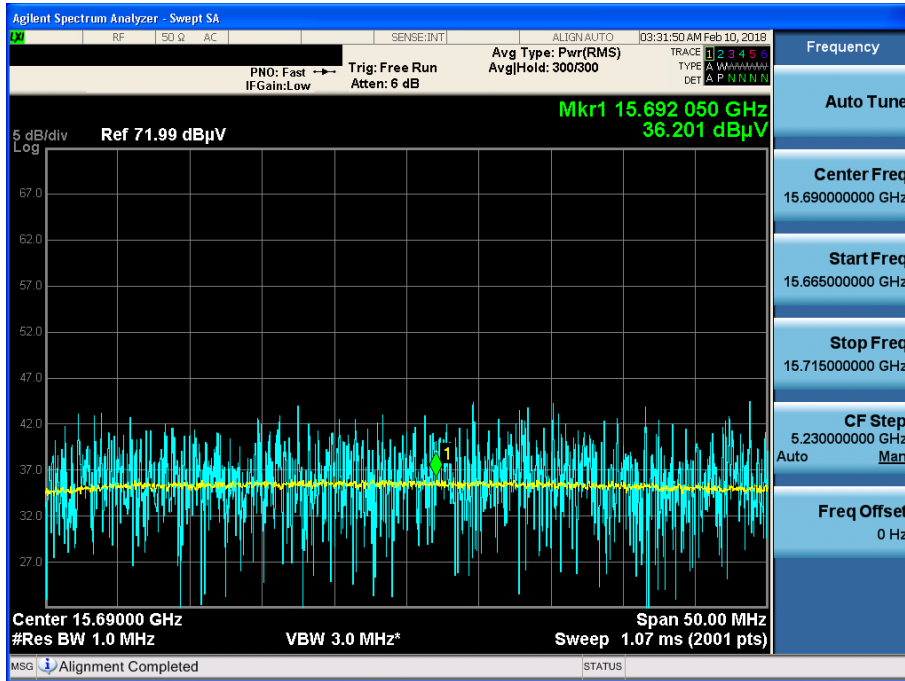 Agilent Spectrum Analyzer - Swept SA
LXI RF 50 Ω AC SENSE:INT ALIGN AUTO 03:31:50 AM Feb 10, 2018
PNO: Fast
IFGain:Low
Trig: Free Run
Atten: 6 dB
Avg Type: Pwr(RMS)
Avg|Hold: 300/300
TRACE 1 2 3 4 5 6
TYPE A WWWWWW
DET A P N N N N
Mkr1 15.692 050 GHz
36.201 dBµV
5 dB/div Ref 71.99 dBµV
Log
67.0
62.0
57.0
52.0
47.0
42.0
37.0
32.0
27.0
1
Center 15.69000 GHz Span 50.00 MHz
#Res BW 1.0 MHz VBW 3.0 MHz* Sweep 1.07 ms (2001 pts)
MSG Alignment Completed STATUS
Frequency
Auto Tune
Center Freq
15.690000000 GHz
Start Freq
15.665000000 GHz
Stop Freq
15.715000000 GHz
CF Step
5.230000000 GHz
Auto Man
Freq Offset
0 Hz